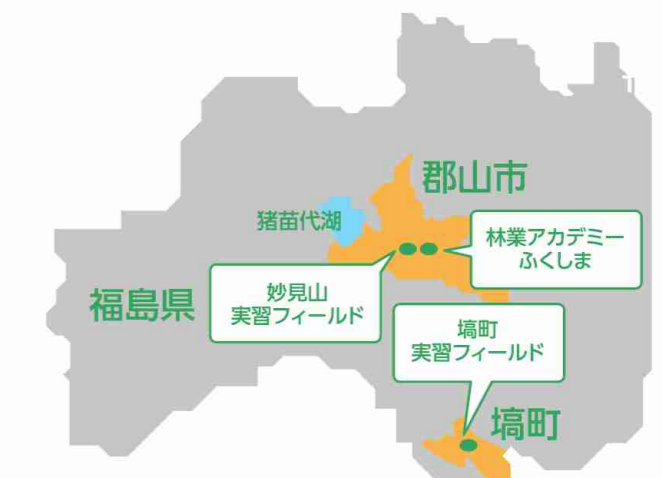 郡山市
猪苗代湖
林業アカデミー
ふくしま
妙見山
実習フィールド
福島県
塙町
実習フィールド
塙町